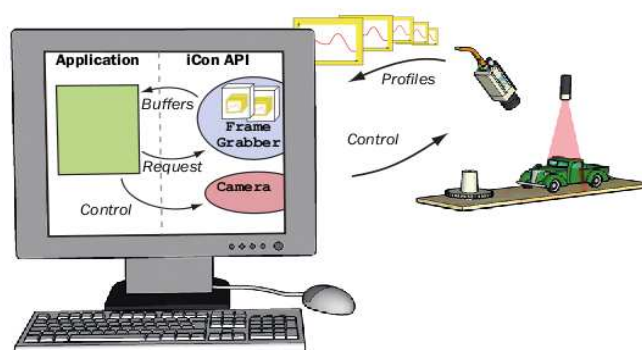 Application
iCon API
Buffers
Frame
Grabber
Request
Camera
Control
Profiles
Control